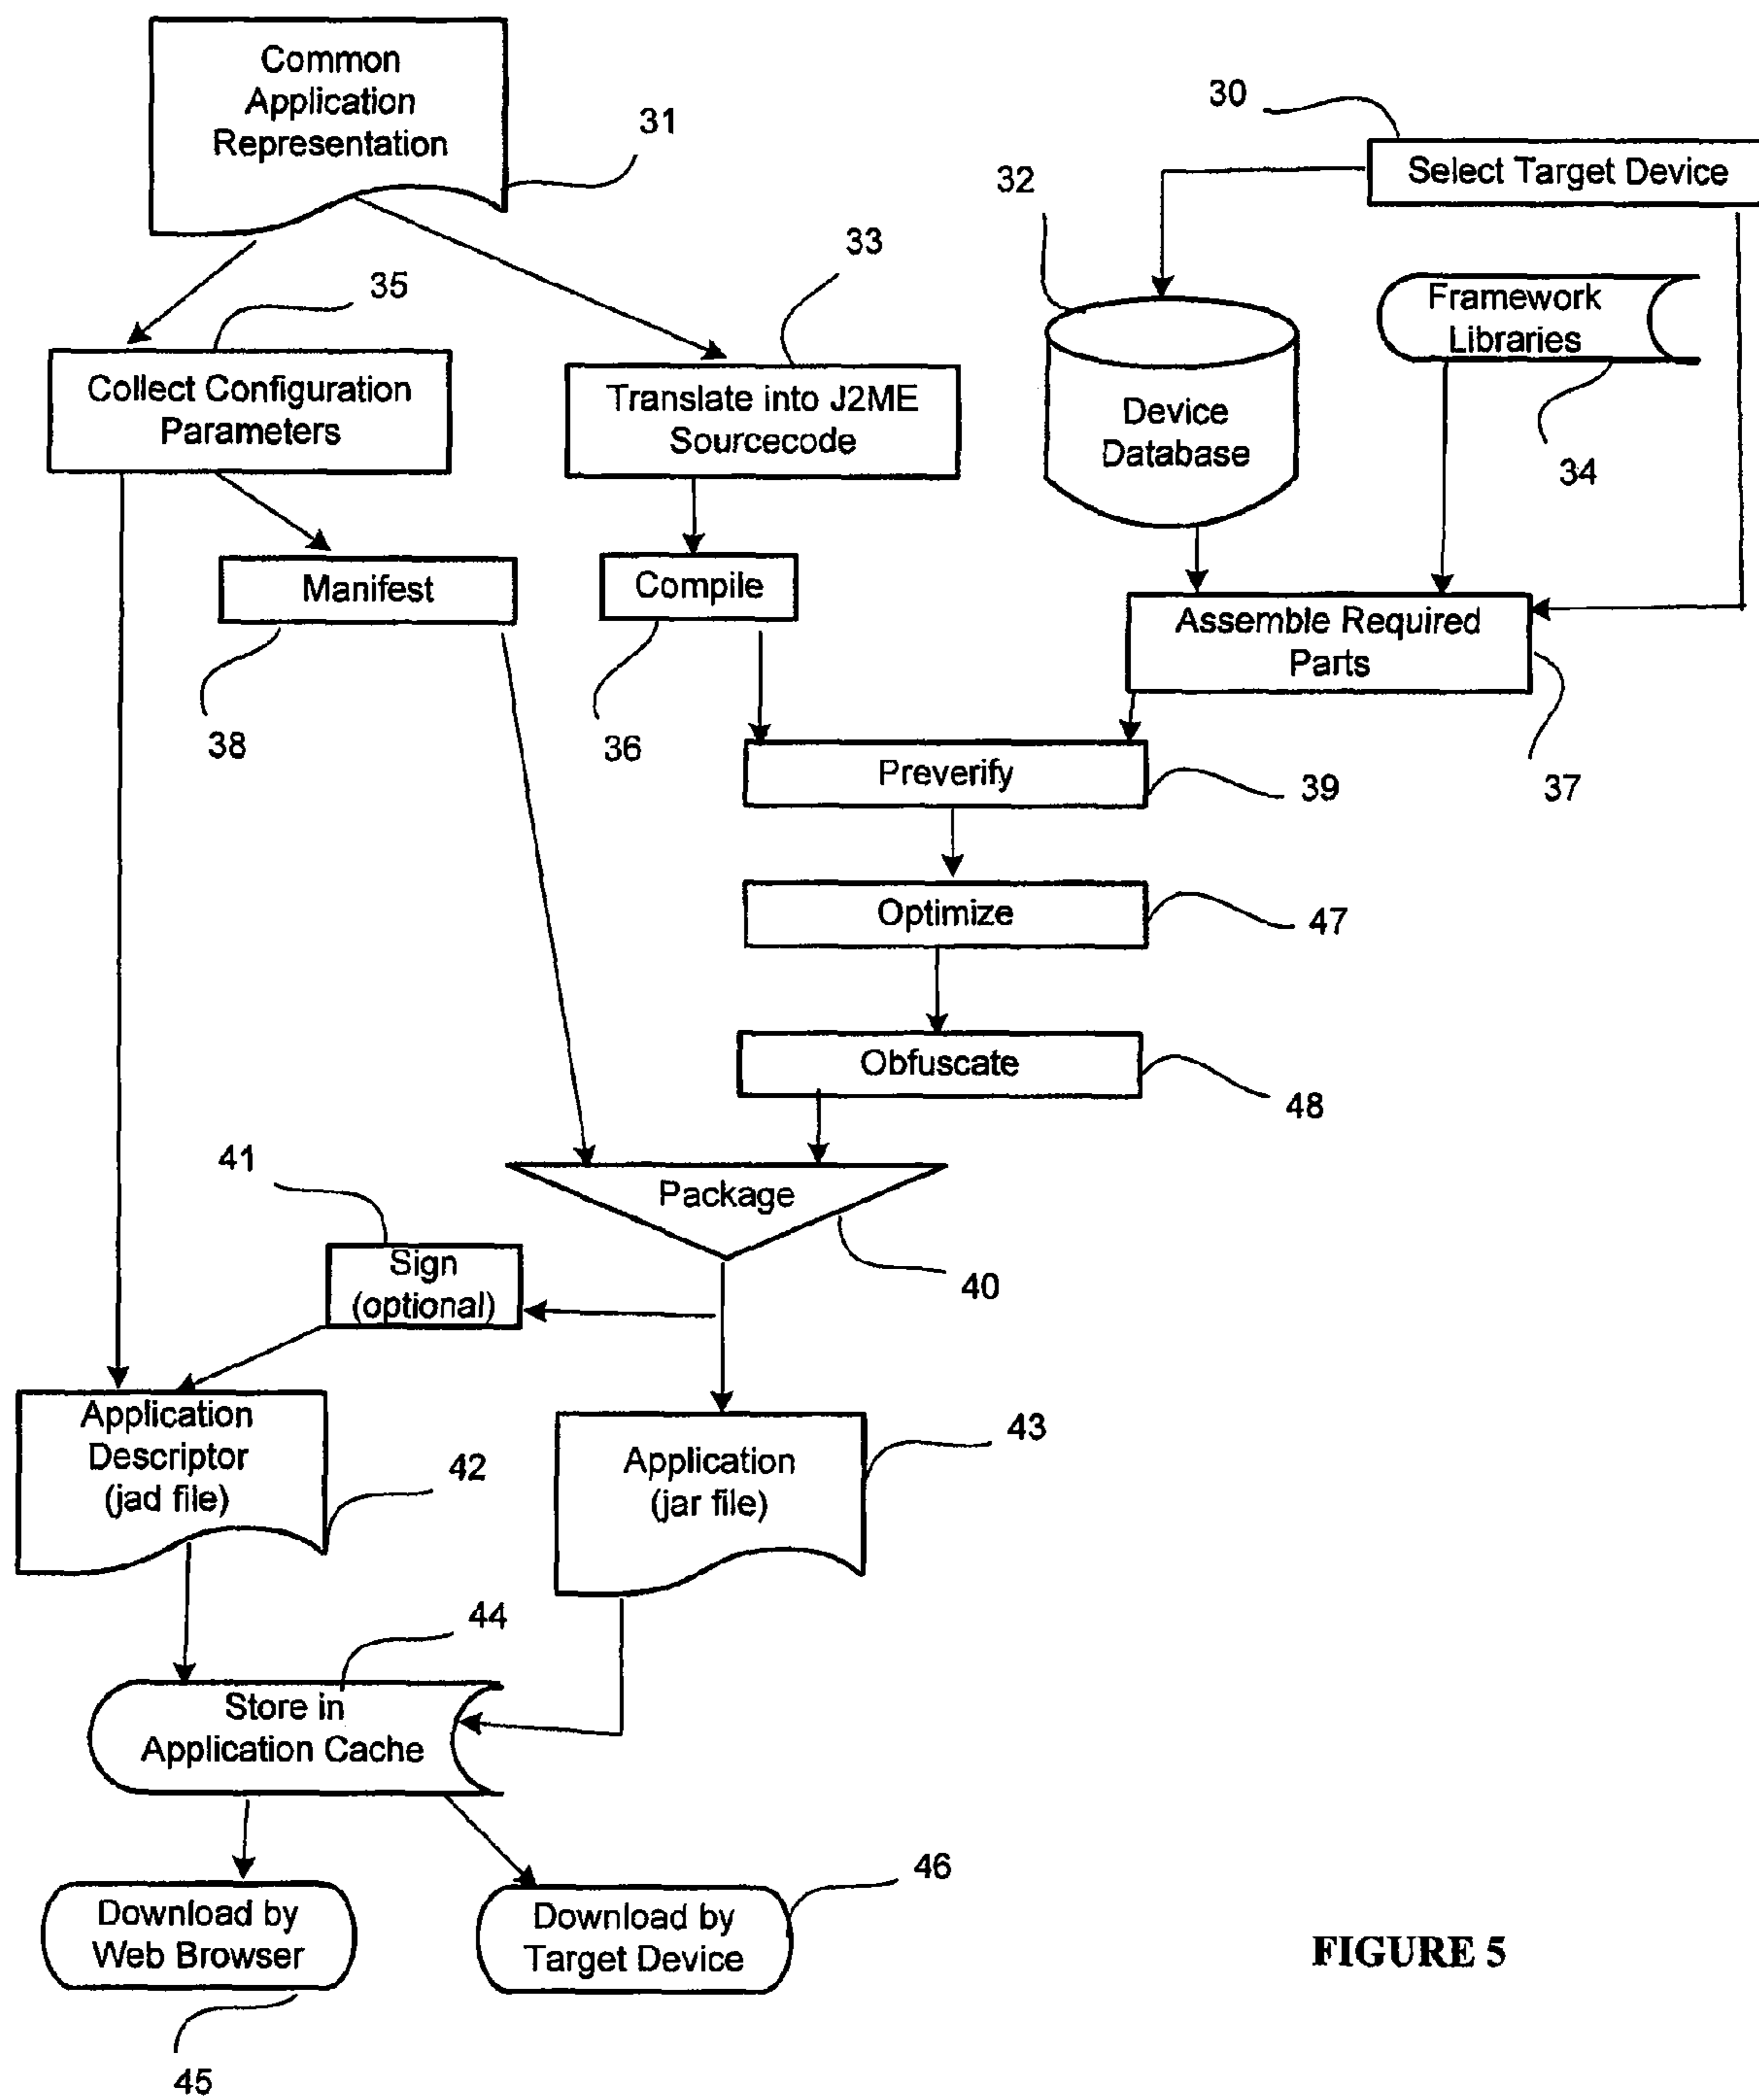 Common
Application
Representation
31
30
Select Target Device
32
33
35
Framework
Libraries
34
Collect Configuration
Parameters
Translate into J2ME
Sourcecode
Device
Database
Manifest
38
Compile
36
Assemble Required
Parts
37
Preverify
39
Optimize
47
Obfuscate
48
Package
40
41
Sign
(optional)
Application
Descriptor
(jad file)
42
Application
(jar file)
43
44
Store in
Application Cache
46
Download by
Web Browser
45
Download by
Target Device
FIGURE 5